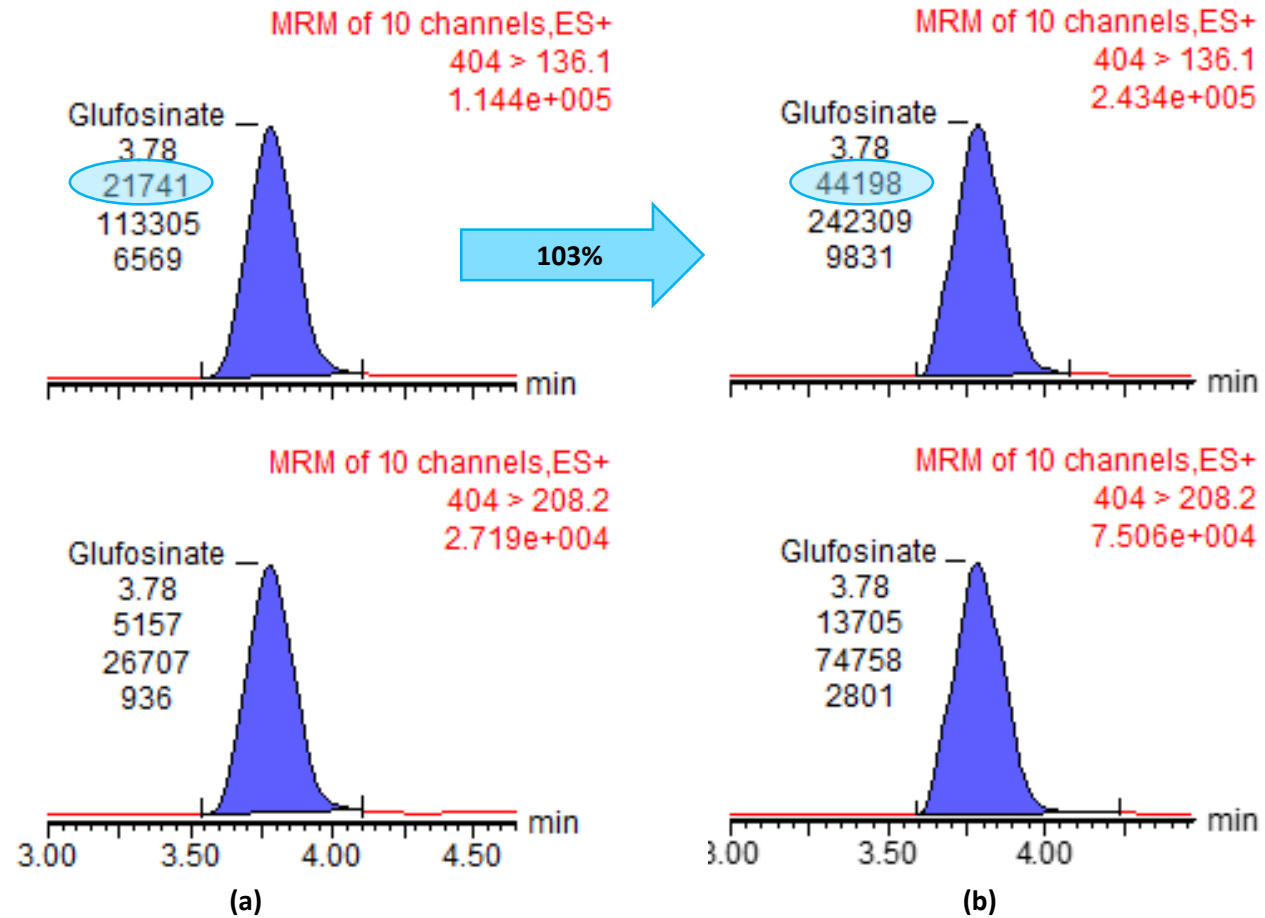 MRM of 10 channels,ES+
404 > 136.1
1.144e+005
Glufosinate
3.78
21741
113305
6569
min
103%
MRM of 10 channels,ES+
404 > 136.1
2.434e+005
Glufosinate
3.78
44198
242309
9831
min
MRM of 10 channels,ES+
404 > 208.2
2.719e+004
Glufosinate
3.78
5157
26707
936
min
3.00 3.50 4.00 4.50
(a)
MRM of 10 channels,ES+
404 > 208.2
7.506e+004
Glufosinate
3.78
13705
74758
2801
min
3.00 3.50 4.00
(b)